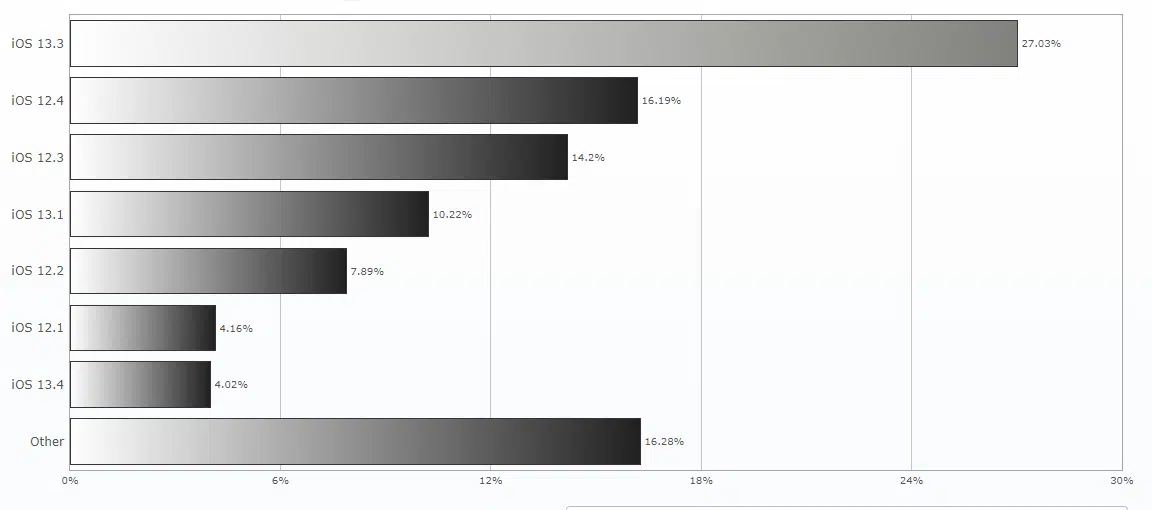 iOS 13.3 27.03%
iOS 12.4 16.19%
iOS 12.3 14.2%
iOS 13.1 10.22%
iOS 12.2 7.89%
iOS 12.1 4.16%
iOS 13.4 4.02%
Other 16.28%
0% 6% 12% 18% 24% 30%